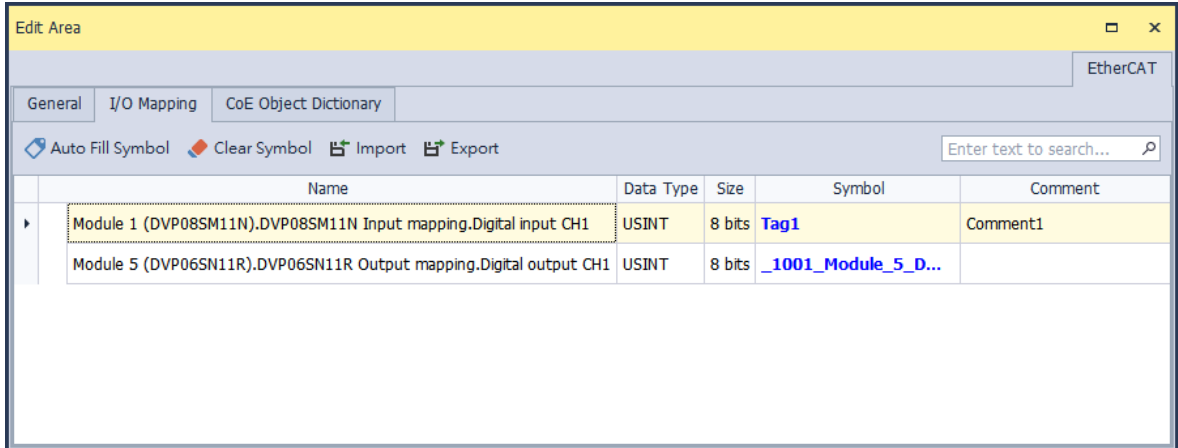 Edit Area
EtherCAT
General I/O Mapping CoE Object Dictionary
Auto Fill Symbol Clear Symbol Import Export Enter text to search...
Name Data Type Size Symbol Comment
Module 1 (DVP08SM11N).DVP08SM11N Input mapping.Digital input CH1 USINT 8 bits Tag1 Comment1
Module 5 (DVP06SN11R).DVP06SN11R Output mapping.Digital output CH1 USINT 8 bits _1001_Module_5_D...